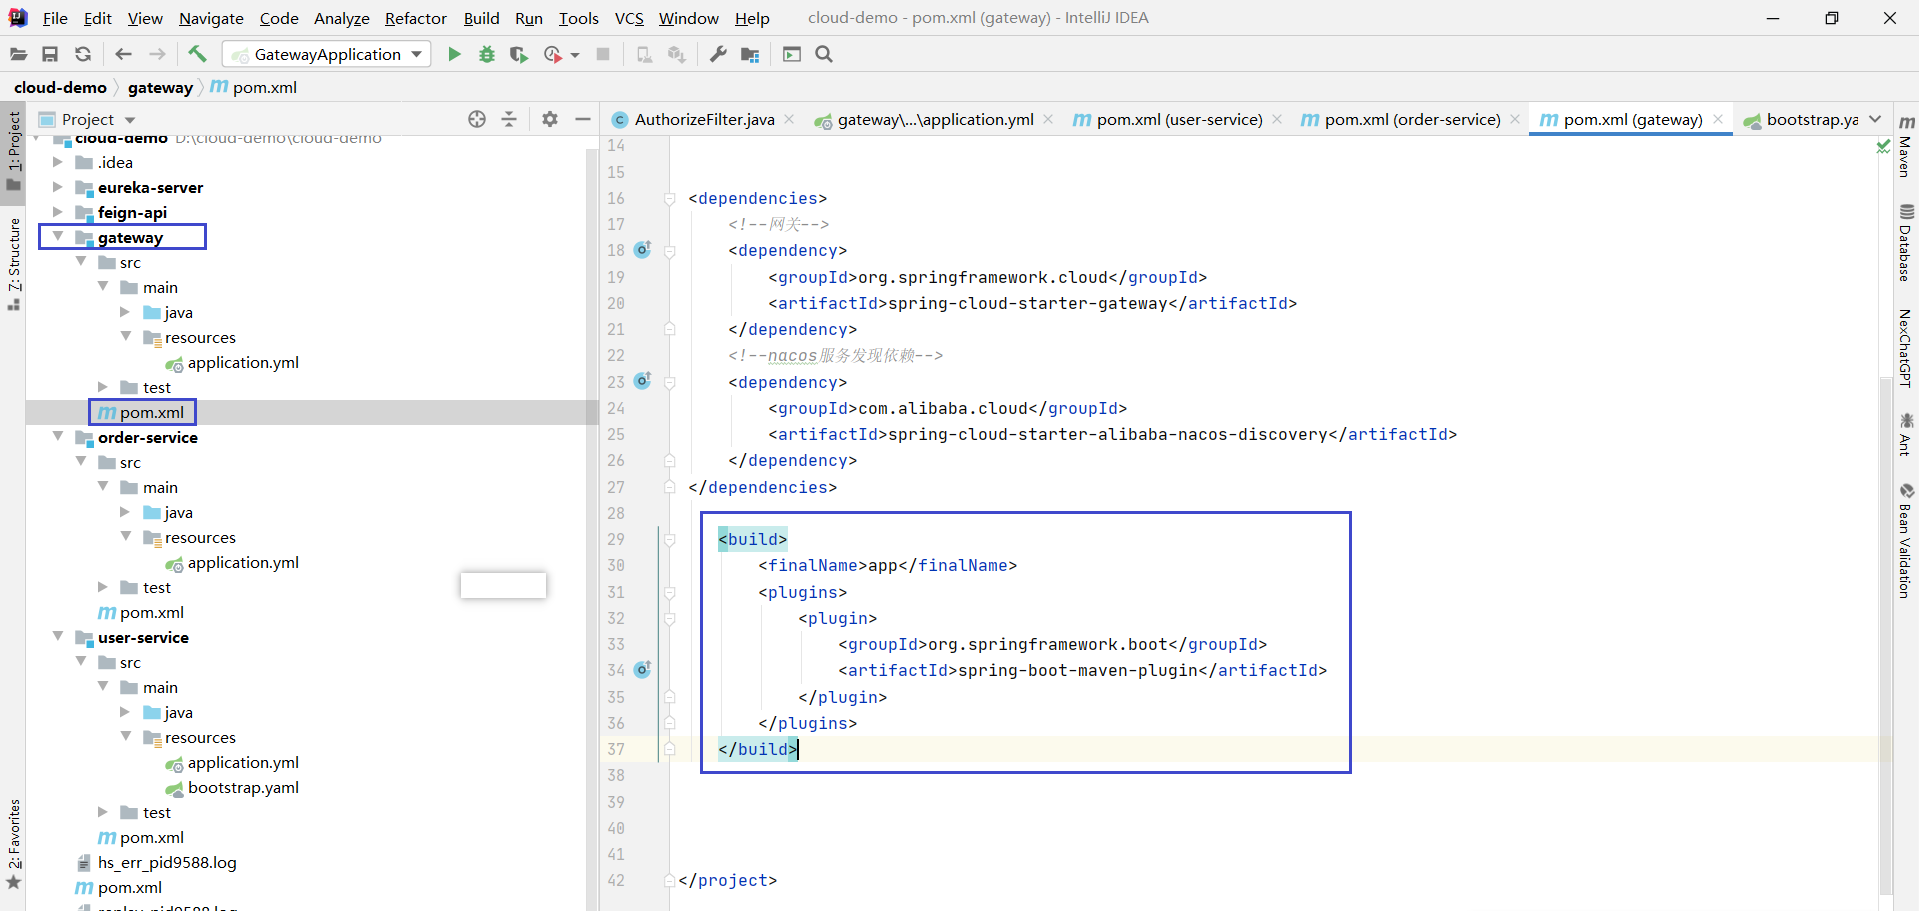 File Edit View Navigate Code Analyze Refactor Build Run Tools VCS Window Help cloud-demo - pom.xml (gateway) - IntelliJ IDEA
GatewayApplication
cloud-demo gateway m pom.xml
Project
AuthorizeFilter.java
gateway\...\application.yml
m pom.xml (user-service)
m pom.xml (order-service)
m pom.xml (gateway)
bootstrap.ya
1: Project
7: Structure
2: Favorites
cloud-demo D:\cloud-demo\cloud-demo
.idea
eureka-server
feign-api
gateway
src
main
java
resources
application.yml
test
m pom.xml
order-service
src
main
java
resources
application.yml
test
m pom.xml
user-service
src
main
java
resources
application.yml
bootstrap.yaml
test
m pom.xml
hs_err_pid9588.log
m pom.xml
replay_pid9588.log
14
15
16 <dependencies>
17 <!--网关-->
18 <dependency>
19 <groupId>org.springframework.cloud</groupId>
20 <artifactId>spring-cloud-starter-gateway</artifactId>
21 </dependency>
22 <!--nacos服务发现依赖-->
23 <dependency>
24 <groupId>com.alibaba.cloud</groupId>
25 <artifactId>spring-cloud-starter-alibaba-nacos-discovery</artifactId>
26 </dependency>
27 </dependencies>
28
29 <build>
30 <finalName>app</finalName>
31 <plugins>
32 <plugin>
33 <groupId>org.springframework.boot</groupId>
34 <artifactId>spring-boot-maven-plugin</artifactId>
35 </plugin>
36 </plugins>
37 </build>
38
39
40
41
42 </project>
m Maven
Database
NexChatGPT
Ant
Bean Validation